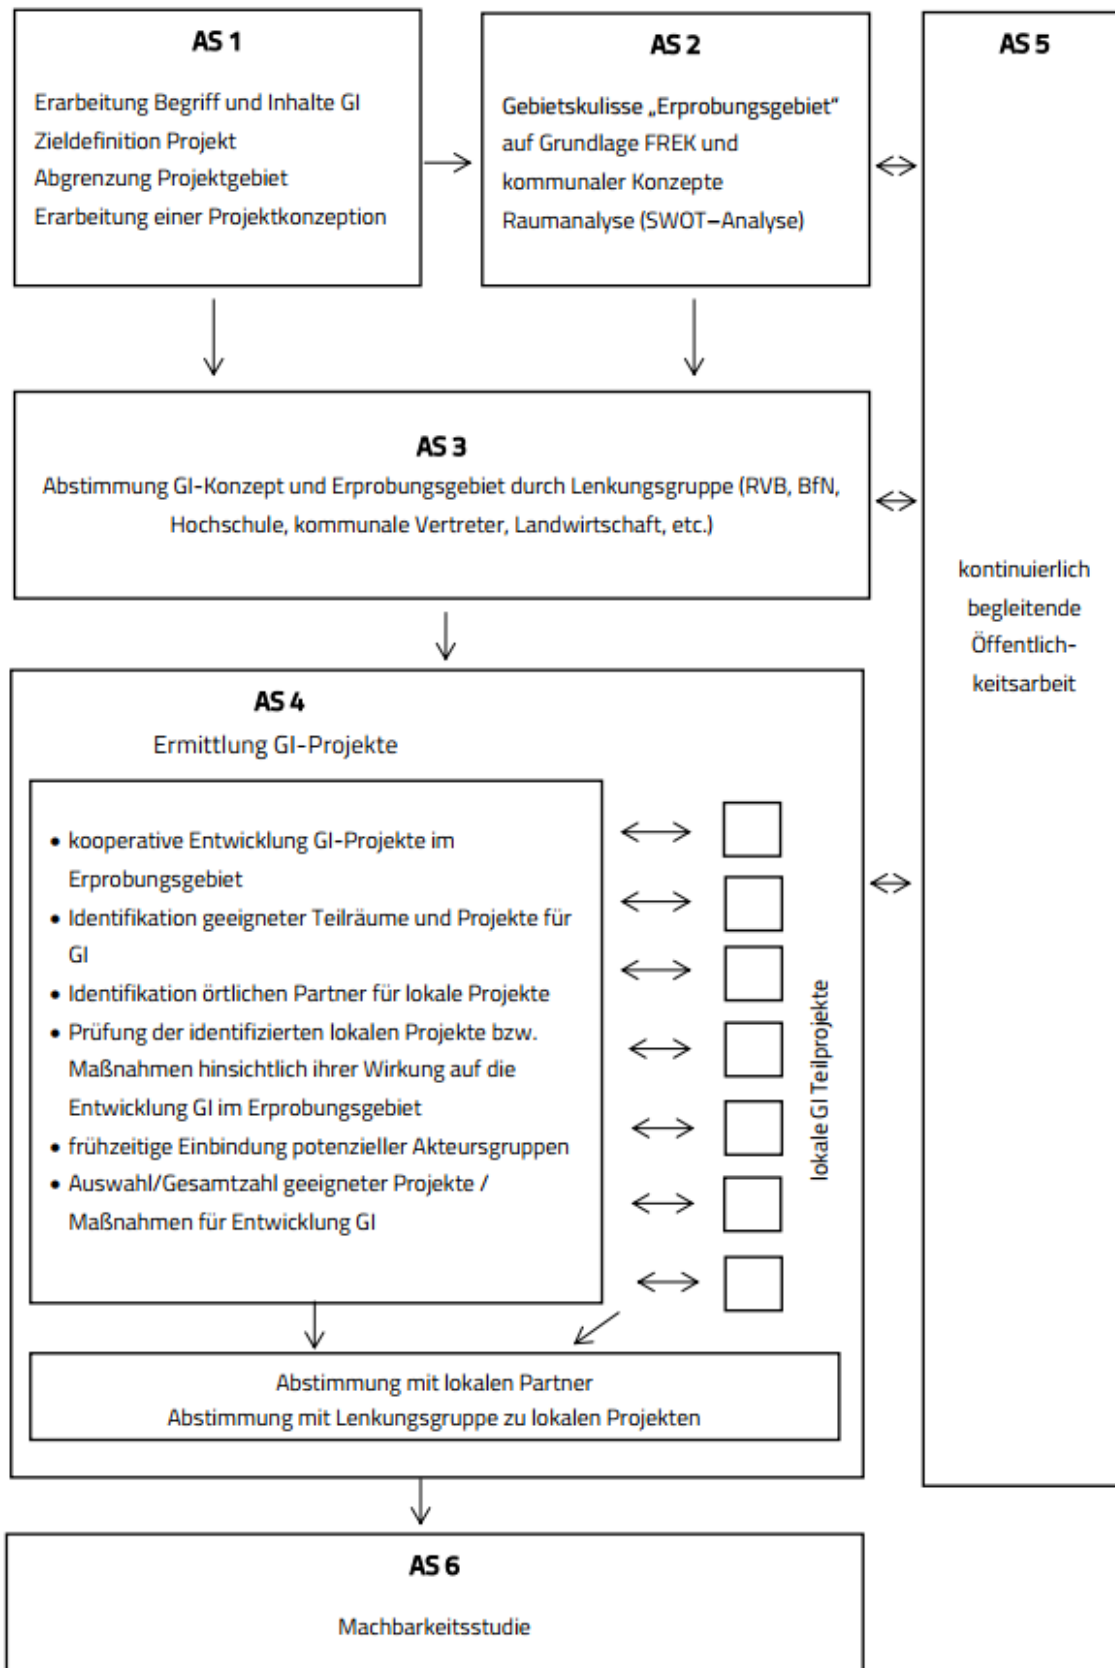 AS 1
Erarbeitung Begriff und Inhalte GI
Zieldefinition Projekt
Abgrenzung Projektgebiet
Erarbeitung einer Projektkonzeption
AS 2
Gebietskulisse „Erprobungsgebiet“
auf Grundlage FREK und
kommunaler Konzepte
Raumanalyse (SWOT–Analyse)
AS 5
kontinuierlich
begleitende
Öffentlich-
keitsarbeit
AS 3
Abstimmung GI-Konzept und Erprobungsgebiet durch Lenkungsgruppe (RVB, BfN,
Hochschule, kommunale Vertreter, Landwirtschaft, etc.)
AS 4
Ermittlung GI-Projekte
• kooperative Entwicklung GI-Projekte im
Erprobungsgebiet
• Identifikation geeigneter Teilräume und Projekte für
GI
• Identifikation örtlichen Partner für lokale Projekte
• Prüfung der identifizierten lokalen Projekte bzw.
Maßnahmen hinsichtlich ihrer Wirkung auf die
Entwicklung GI im Erprobungsgebiet
• frühzeitige Einbindung potenzieller Akteursgruppen
• Auswahl/Gesamtzahl geeigneter Projekte /
Maßnahmen für Entwicklung GI
lokale GI Teilprojekte
Abstimmung mit lokalen Partner
Abstimmung mit Lenkungsgruppe zu lokalen Projekten
AS 6
Machbarkeitsstudie